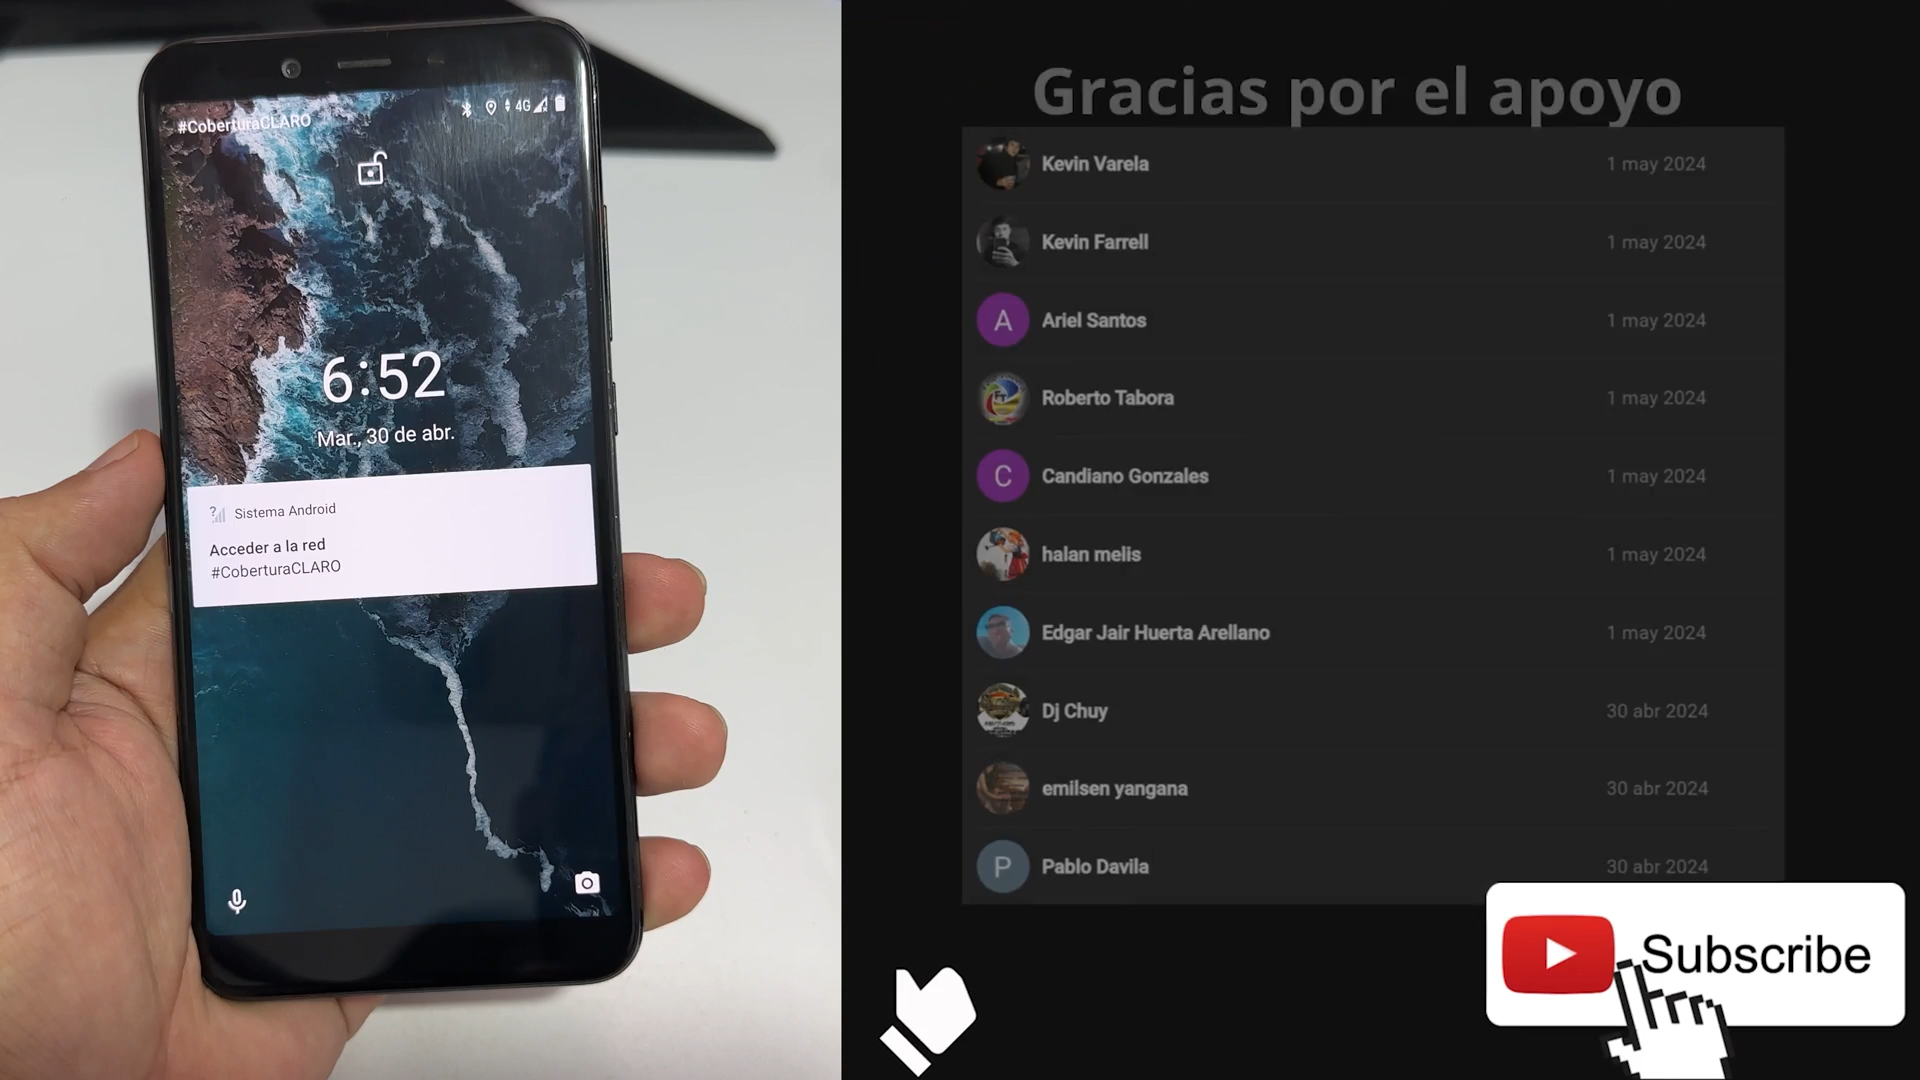 #CoberturaCLARO
4G
6:52
Mar., 30 de abr.
Sistema Android
Acceder a la red
#CoberturaCLARO
Gracias por el apoyo
Kevin Varela 1 may 2024
Kevin Farrell 1 may 2024
A Ariel Santos 1 may 2024
Roberto Tabora 1 may 2024
C Candiano Gonzales 1 may 2024
halan melis 1 may 2024
Edgar Jair Huerta Arellano 1 may 2024
Dj Chuy 30 abr 2024
emilsen yangana 30 abr 2024
P Pablo Davila 30 abr 2024
Subscribe